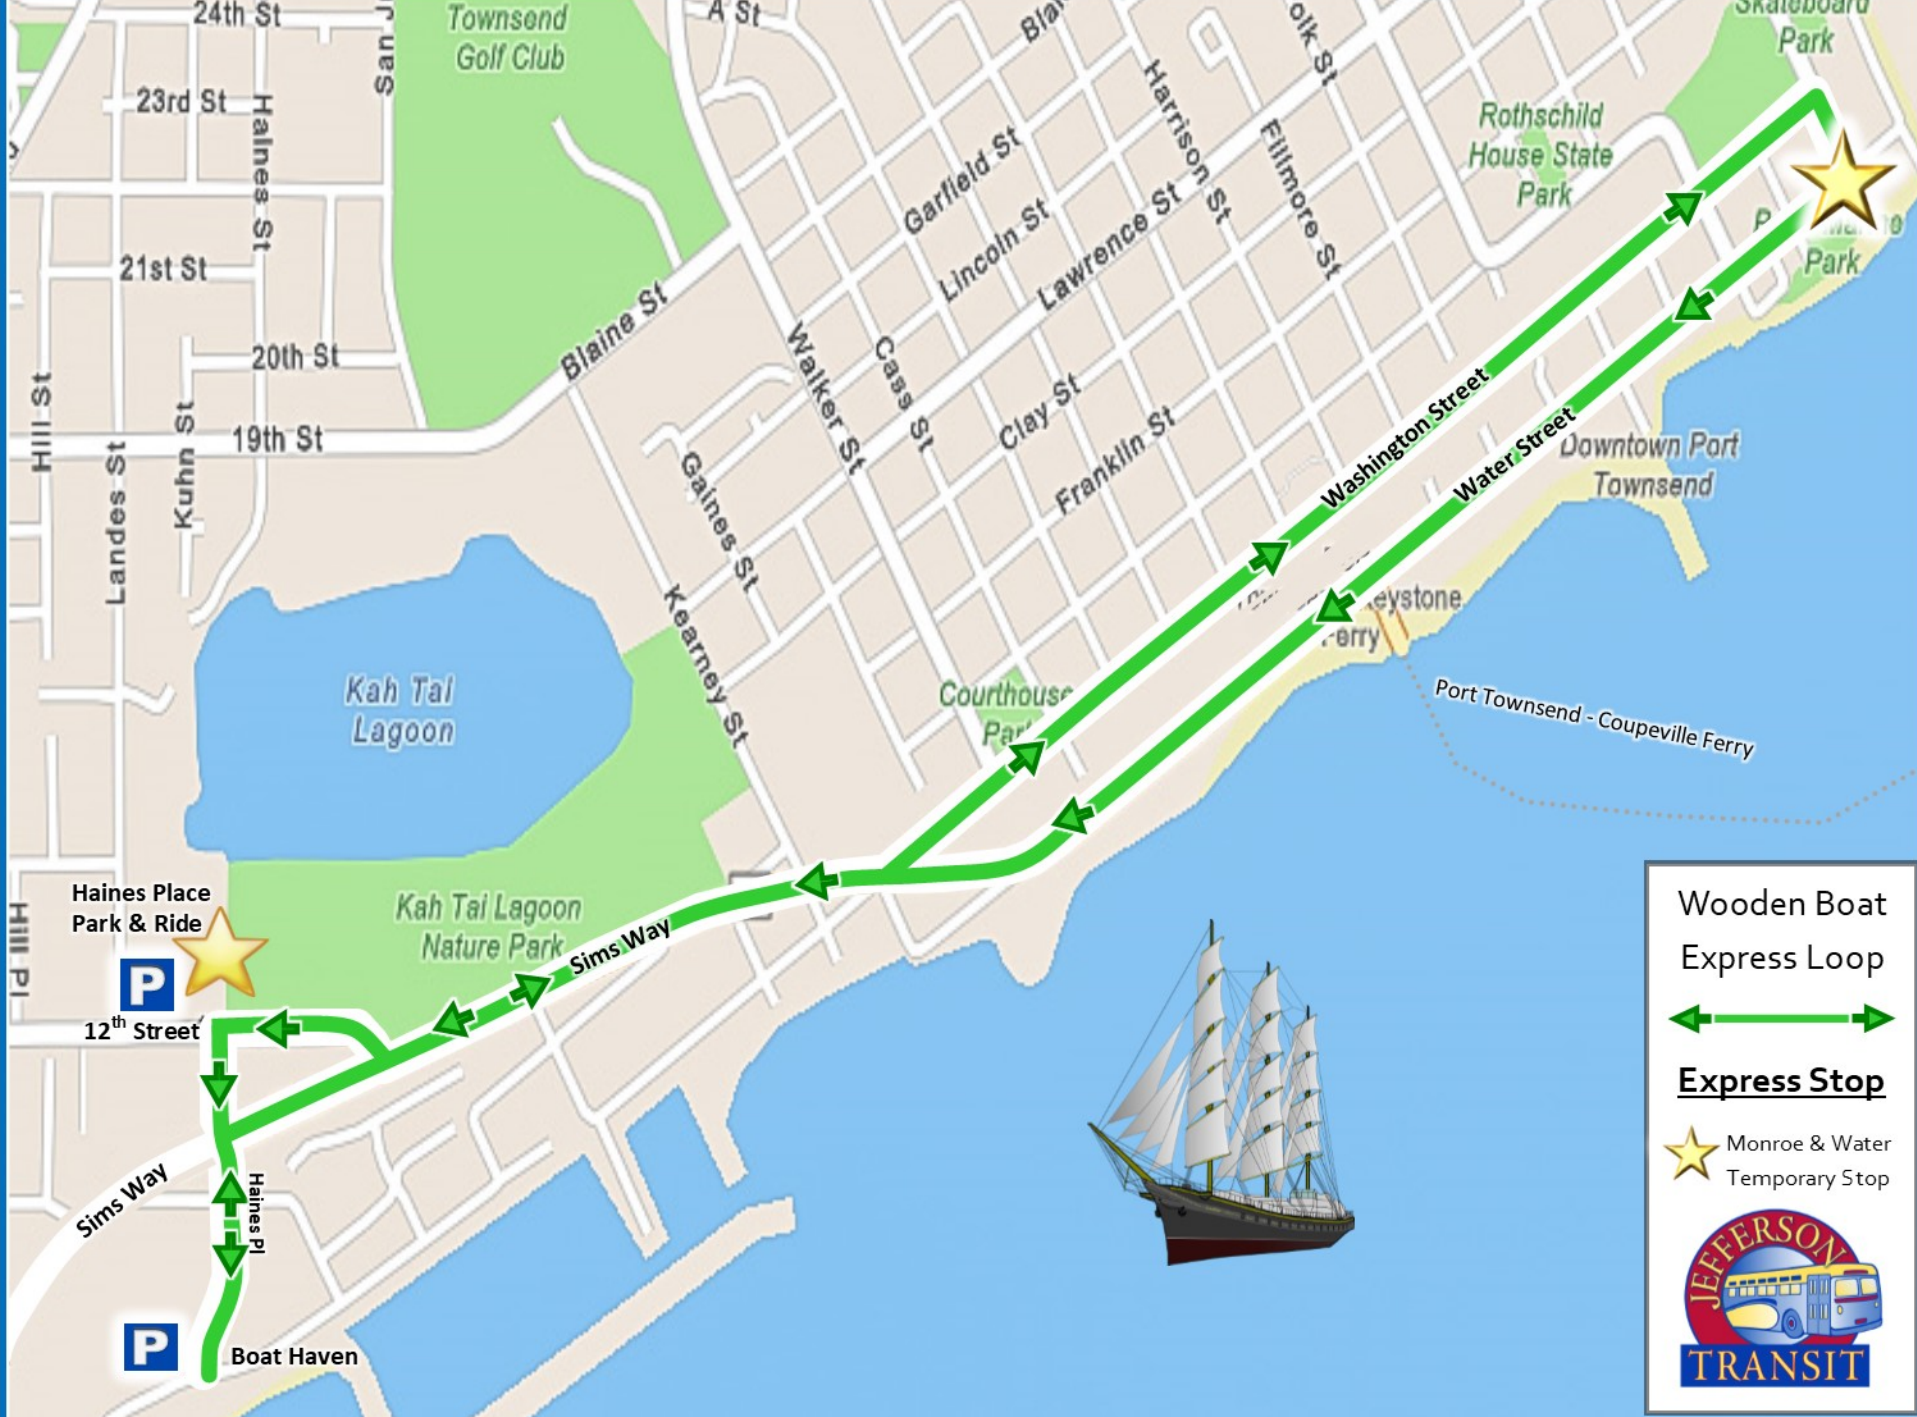 24th St
San J
Townsend
Golf Club
A St
Skateboard
Park
23rd St
Haines St
Harrison St
Fillmore St
Rothschild
House State
Park
Garfield St
Lincoln St
Lawrence St
21st St
Park
20th St
Blaine St
Walker St
Cass St
Clay St
Franklin St
Hill St
19th St
Kuhn St
Landes St
Gaines St
Kearney St
Washington Street
Water Street
Downtown Port
Townsend
Keystone
Ferry
Kah Tai
Lagoon
Courthouse
Park
Port Townsend - Coupeville Ferry
Haines Place
Park & Ride
P
12th Street
Hill Pl
Kah Tai Lagoon
Nature Park
Sims Way
Sims Way
Haines Pl
P
Boat Haven
Wooden Boat
Express Loop
Express Stop
Monroe & Water
Temporary Stop
JEFFERSON
TRANSIT